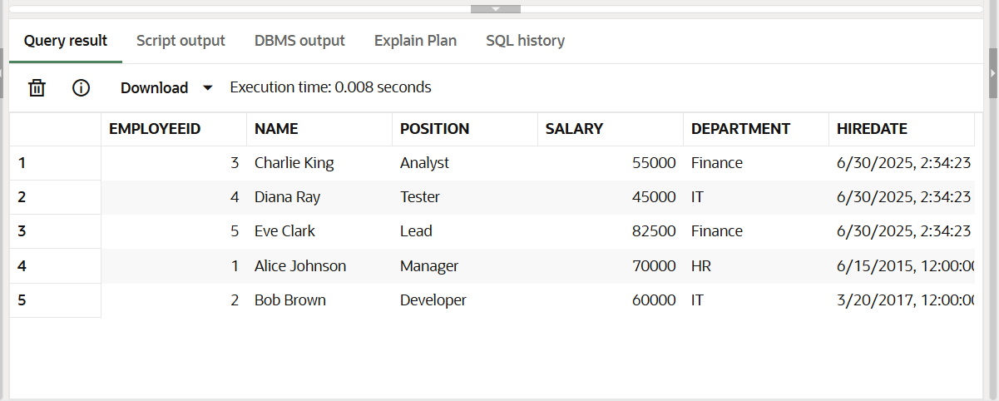 Query result Script output DBMS output Explain Plan SQL history
Download Execution time: 0.008 seconds
EMPLOYEEID NAME POSITION SALARY DEPARTMENT HIREDATE
1 3 Charlie King Analyst 55000 Finance 6/30/2025, 2:34:23
2 4 Diana Ray Tester 45000 IT 6/30/2025, 2:34:23
3 5 Eve Clark Lead 82500 Finance 6/30/2025, 2:34:23
4 1 Alice Johnson Manager 70000 HR 6/15/2015, 12:00:00
5 2 Bob Brown Developer 60000 IT 3/20/2017, 12:00:00